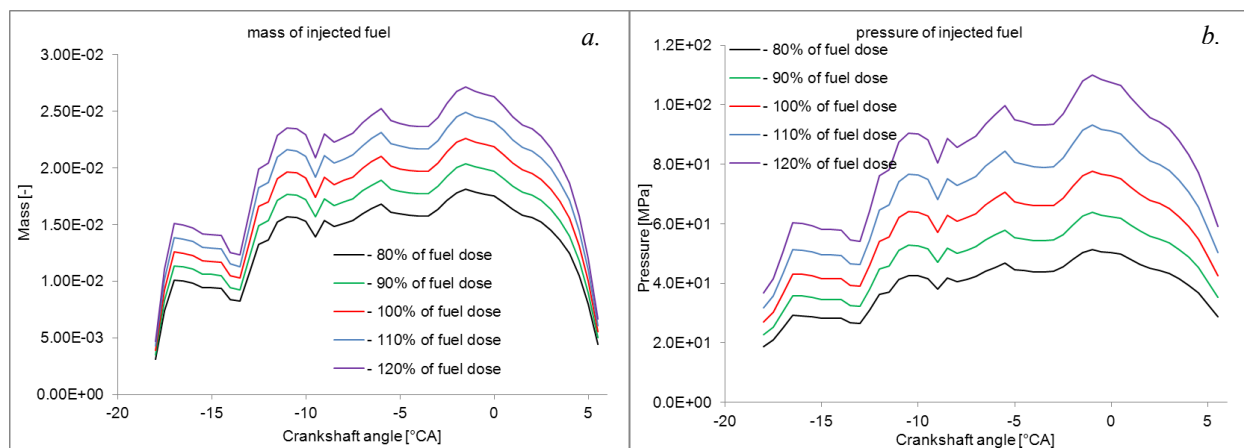 mass of injected fuel
a.
3.00E-02
2.50E-02
2.00E-02
1.50E-02
1.00E-02
5.00E-03
0.00E+00
Mass [-]
- 80% of fuel dose
- 90% of fuel dose
- 100% of fuel dose
- 110% of fuel dose
- 120% of fuel dose
-20 -15 -10 -5 0 5
Crankshaft angle [°CA]
pressure of injected fuel
b.
1.2E+02
1.0E+02
8.0E+01
6.0E+01
4.0E+01
2.0E+01
0.0E+00
Pressure [MPa]
- 80% of fuel dose
- 90% of fuel dose
- 100% of fuel dose
- 110% of fuel dose
- 120% of fuel dose
-20 -15 -10 -5 0 5
Crankshaft angle [°CA]